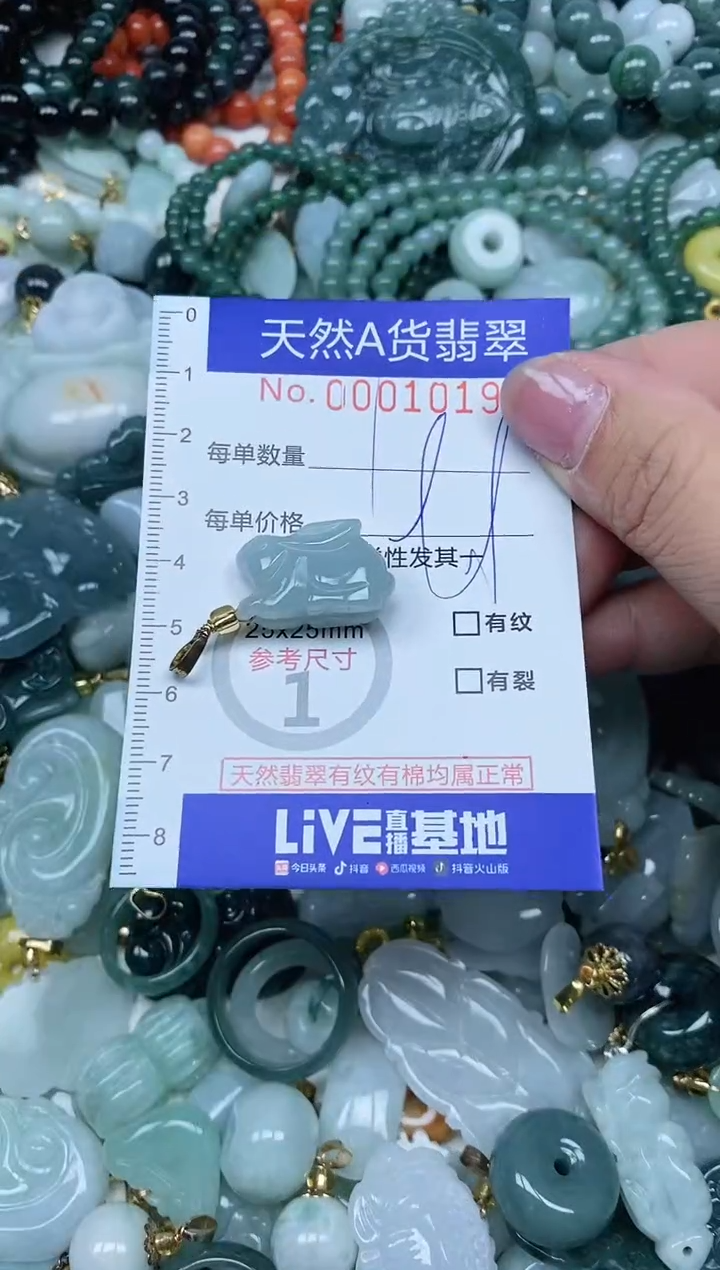 天然A货翡翠
No. 0001019
0
1
2
3
4
5
6
7
8
每单数量
每单价格
性发其
25x25mm
参考尺寸
1
有纹
有裂
天然翡翠有纹有棉均属正常
LiVE直播基地
今日头条 抖音 西瓜视频 抖音火山版